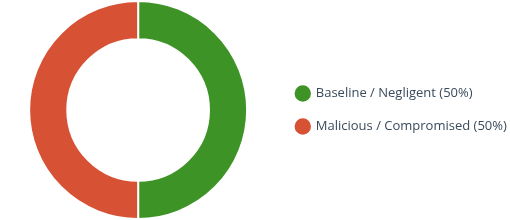 Baseline / Negligent (50%)
Malicious / Compromised (50%)